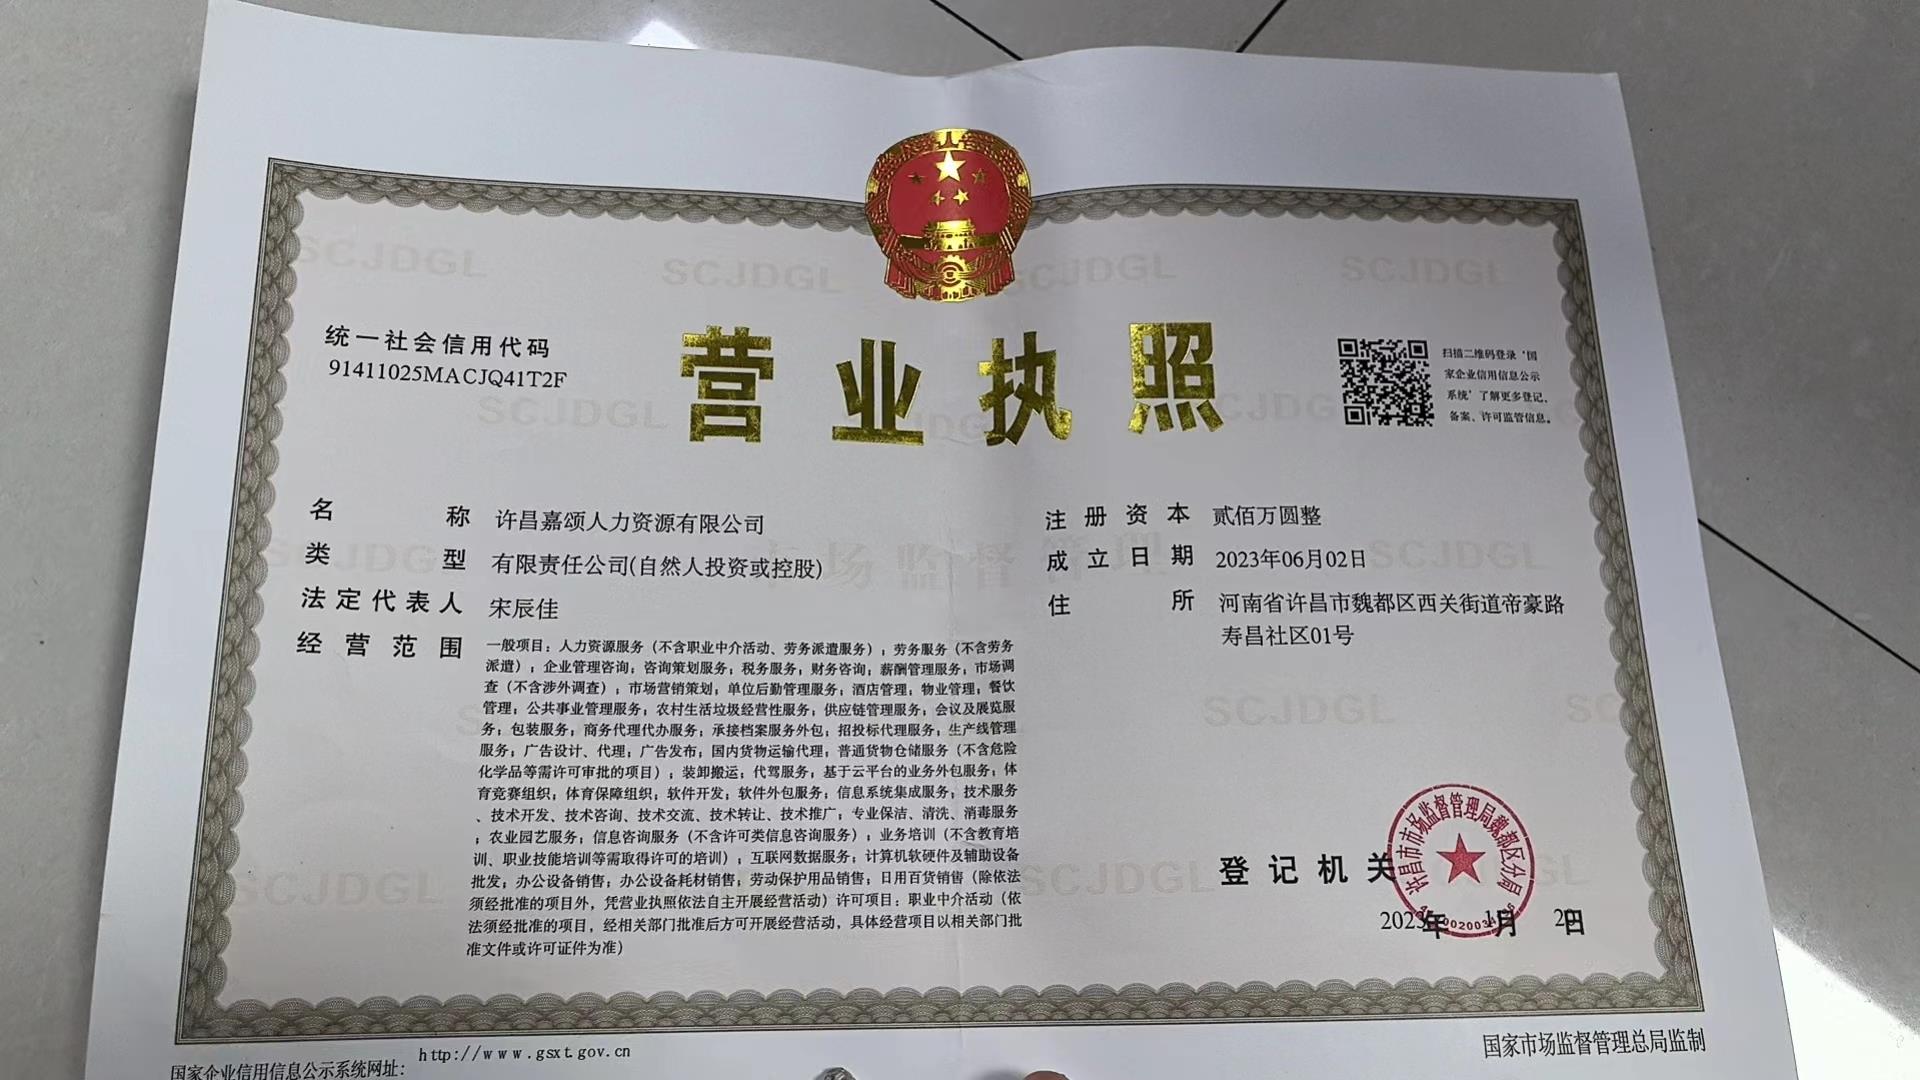 统一社会信用代码
91411025MACJQ41T2F
营业执照
扫描二维码登录‘国
家企业信用信息公示
系统’了解更多登记、
备案、许可监管信息。
名称 许昌嘉颂人力资源有限公司
类型 有限责任公司(自然人投资或控股)
法定代表人 宋辰佳
经营范围 一般项目：人力资源服务（不含职业中介活动、劳务派遣服务）；劳务服务（不含劳务
派遣）；企业管理咨询；咨询策划服务；税务服务；财务咨询；薪酬管理服务；市场调
查（不含涉外调查）；市场营销策划；单位后勤管理服务；酒店管理；物业管理；餐饮
管理；公共事业管理服务；农村生活垃圾经营性服务；供应链管理服务；会议及展览服
务；包装服务；商务代理代办服务；承接档案服务外包；招投标代理服务；生产线管理
服务；广告设计、代理；广告发布；国内货物运输代理；普通货物仓储服务（不含危险
化学品等需许可审批的项目）；装卸搬运；代驾服务；基于云平台的业务外包服务；体
育竞赛组织；体育保障组织；软件开发；软件外包服务；信息系统集成服务；技术服务
、技术开发、技术咨询、技术交流、技术转让、技术推广；专业保洁、清洗、消毒服务
；农业园艺服务；信息咨询服务（不含许可类信息咨询服务）；业务培训（不含教育培
训、职业技能培训等需取得许可的培训）；互联网数据服务；计算机软硬件及辅助设备
批发；办公设备销售；办公设备耗材销售；劳动保护用品销售；日用百货销售（除依法
须经批准的项目外，凭营业执照依法自主开展经营活动）许可项目：职业中介活动（依
法须经批准的项目，经相关部门批准后方可开展经营活动，具体经营项目以相关部门批
准文件或许可证件为准）
注册资本 贰佰万圆整
成立日期 2023年06月02日
住所 河南省许昌市魏都区西关街道帝豪路
寿昌社区01号
登记机关
许昌市市场监督管理局魏都区分局
2023年 月 日
国家企业信用信息公示系统网址：
http://www.gsxt.gov.cn
国家市场监督管理总局监制
SCJDGL
市场监督管理